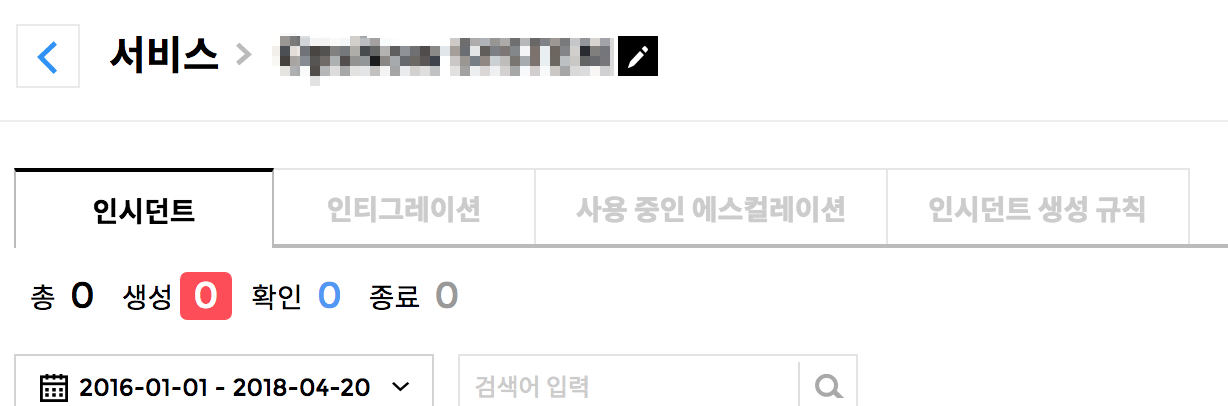 서비스 >
인시던트 인티그레이션 사용 중인 에스컬레이션 인시던트 생성 규칙
총 0 생성 0 확인 0 종료 0
2016-01-01 - 2018-04-20 검색어 입력